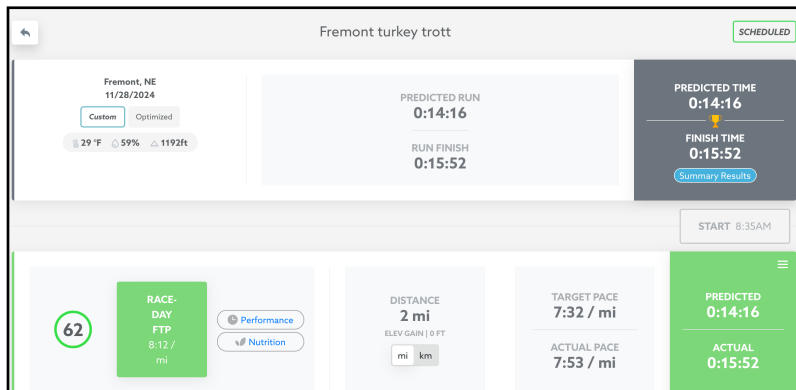 Fremont turkey trott
SCHEDULED
Fremont, NE
11/28/2024
Custom Optimized
29 °F 59% 1192ft
PREDICTED RUN
0:14:16
RUN FINISH
0:15:52
PREDICTED TIME
0:14:16
FINISH TIME
0:15:52
Summary Results
START 8:35AM
62
RACE-
DAY
FTP
8:12 /
mi
Performance
Nutrition
DISTANCE
2 mi
ELEV GAIN | 0 FT
mi km
TARGET PACE
7:32 / mi
ACTUAL PACE
7:53 / mi
PREDICTED
0:14:16
ACTUAL
0:15:52